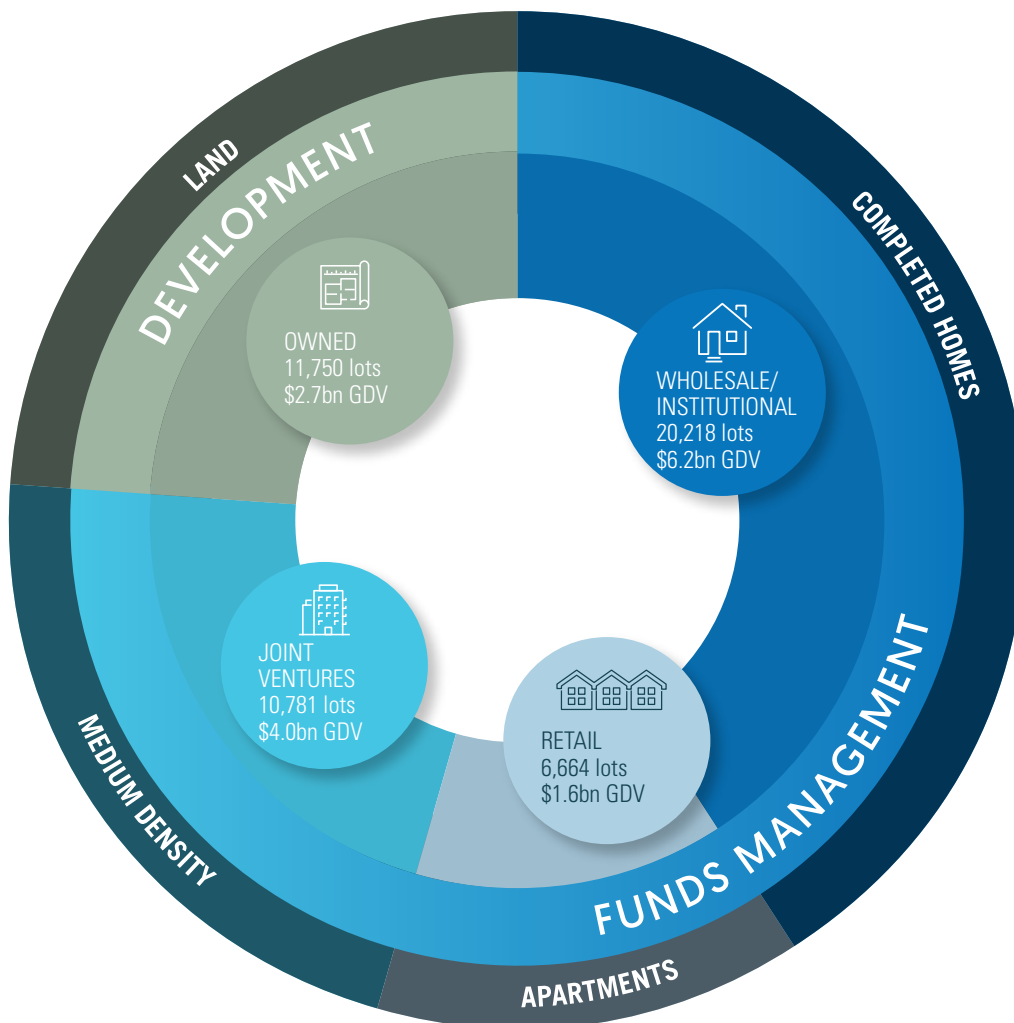 LAND
DEVELOPMENT
OWNED
11,750 lots
$2.7bn GDV
COMPLETED HOMES
WHOLESALE/
INSTITUTIONAL
20,218 lots
$6.2bn GDV
JOINT
VENTURES
10,781 lots
$4.0bn GDV
RETAIL
6,664 lots
$1.6bn GDV
MEDIUM DENSITY
FUNDS MANAGEMENT
APARTMENTS